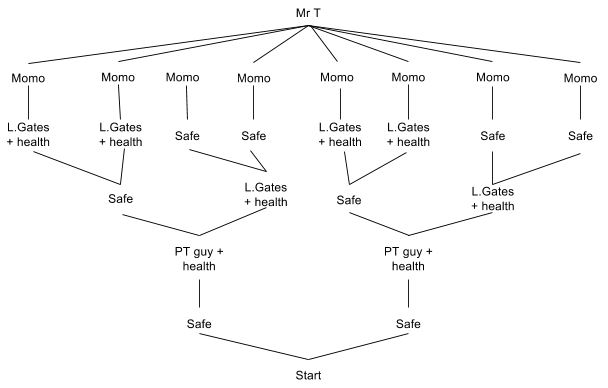 Mr T
Momo Momo Momo Momo Momo Momo Momo Momo
L.Gates
+ health
L.Gates
+ health
Safe
Safe
L.Gates
+ health
L.Gates
+ health
Safe
Safe
Safe
L.Gates
+ health
Safe
L.Gates
+ health
PT guy +
health
PT guy +
health
Safe
Safe
Start